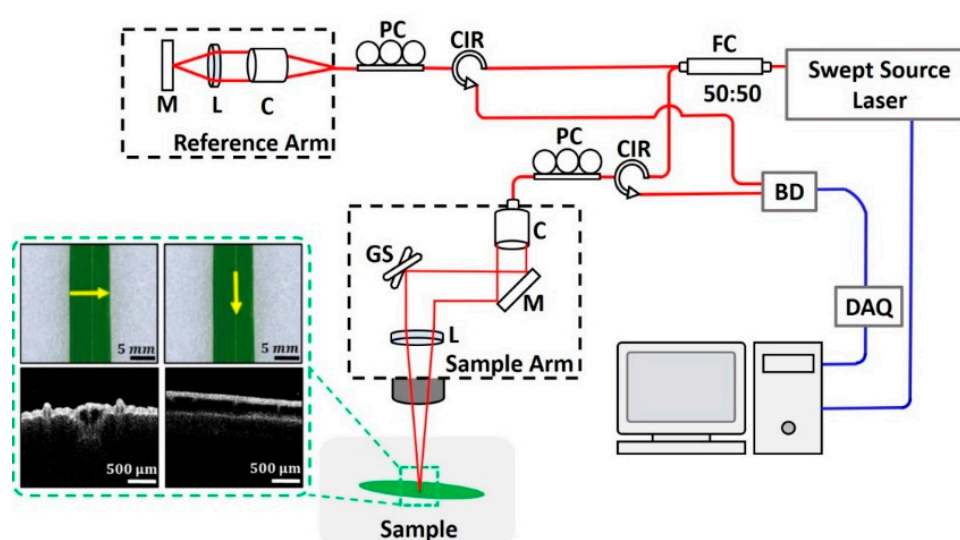 PC
CIR
FC
50:50
Swept Source
Laser
M
L
C
Reference Arm
PC
CIR
BD
C
GS
M
DAQ
L
Sample Arm
5 mm
5 mm
500 μm
500 μm
Sample